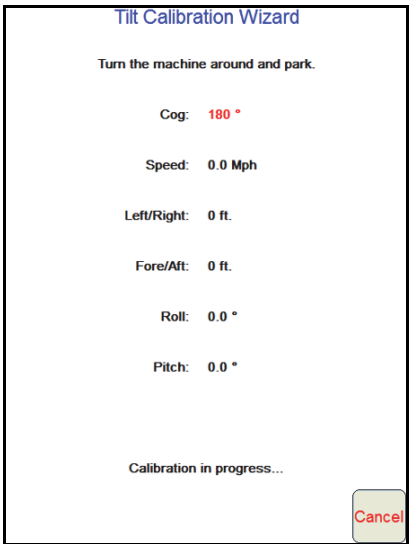 Tilt Calibration Wizard
Turn the machine around and park.
Cog: 180 °
Speed: 0.0 Mph
Left/Right: 0 ft.
Fore/Aft: 0 ft.
Roll: 0.0 °
Pitch: 0.0 °
Calibration in progress...
Cancel